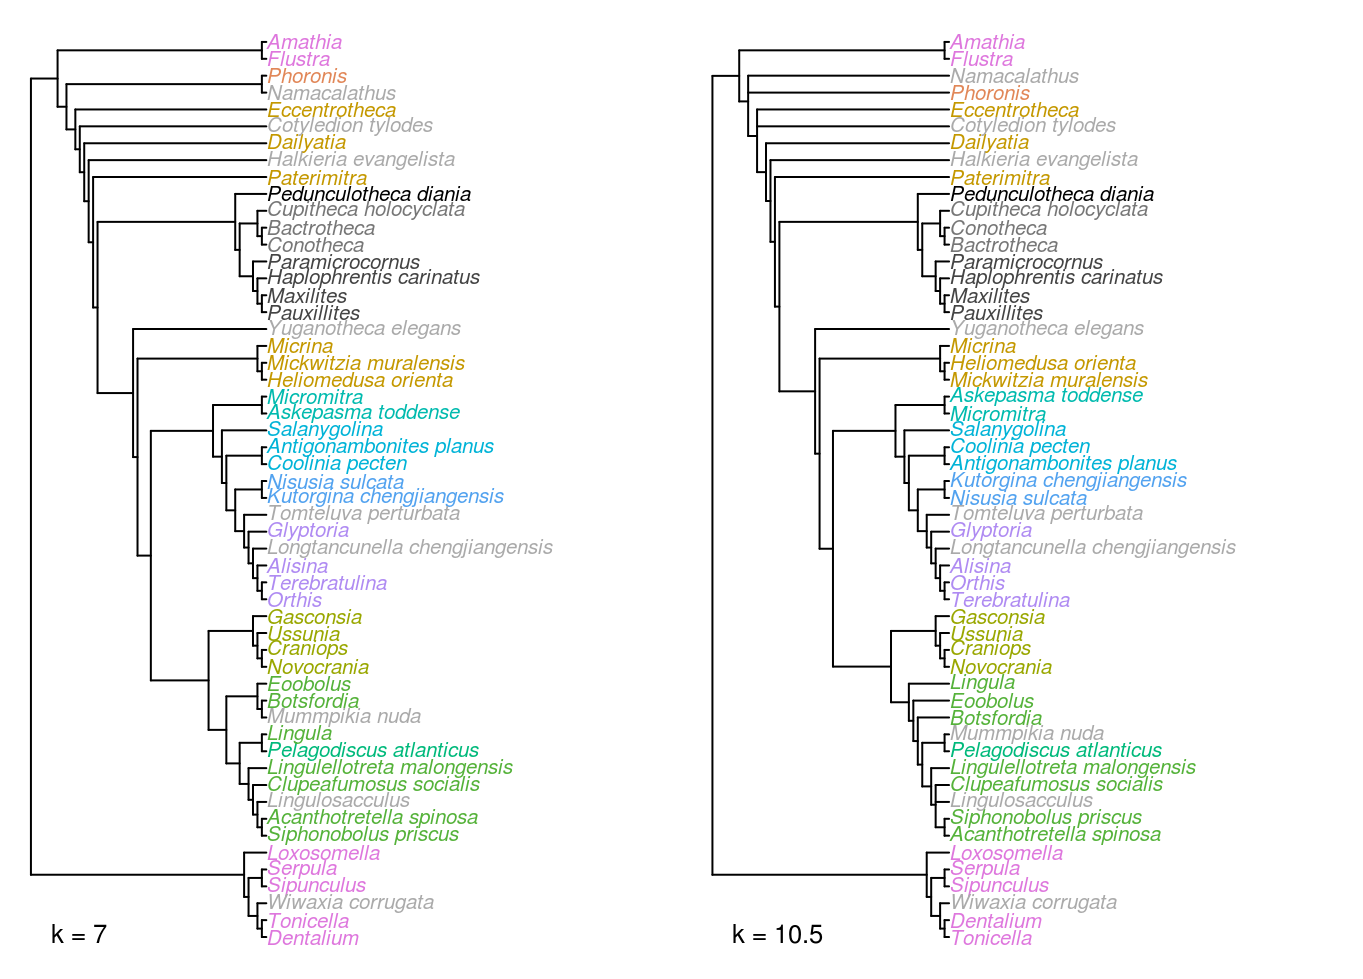 Amathia
Flustra
Phoronis
Namacalathus
Eccentrotheca
Cotyledion tylodes
Dailyatia
Halkieria evangelista
Paterimitra
Pedunculotheca diania
Cupitheca holocyclata
Bactrotheca
Conotheca
Paramicrocornus
Haplophrentis carinatus
Maxilites
Pauxillites
Yuganotheca elegans
Micrina
Mickwitzia muralensis
Heliomedusa orienta
Micromitra
Askepasma toddense
Salanygolina
Antigonambonites planus
Coolinia pecten
Nisusia sulcata
Kutorgina chengjiangensis
Tomteluva perturbata
Glyptoria
Longtancunella chengjiangensis
Alisina
Terebratulina
Orthis
Gasconsia
Ussunia
Craniops
Novocrania
Eoobolus
Botsfordia
Mummpikia nuda
Lingula
Pelagodiscus atlanticus
Lingulellotreta malongensis
Clupeafumosus socialis
Lingulosacculus
Acanthotretella spinosa
Siphonobolus priscus
Loxosomella
Serpula
Sipunculus
Wiwaxia corrugata
Tonicella
Dentalium
k = 7
Amathia
Flustra
Namacalathus
Phoronis
Eccentrotheca
Cotyledion tylodes
Dailyatia
Halkieria evangelista
Paterimitra
Pedunculotheca diania
Cupitheca holocyclata
Conotheca
Bactrotheca
Paramicrocornus
Haplophrentis carinatus
Maxilites
Pauxillites
Yuganotheca elegans
Micrina
Heliomedusa orienta
Mickwitzia muralensis
Askepasma toddense
Micromitra
Salanygolina
Coolinia pecten
Antigonambonites planus
Kutorgina chengjiangensis
Nisusia sulcata
Tomteluva perturbata
Glyptoria
Longtancunella chengjiangensis
Alisina
Orthis
Terebratulina
Gasconsia
Ussunia
Craniops
Novocrania
Lingula
Eoobolus
Botsfordia
Mummpikia nuda
Pelagodiscus atlanticus
Lingulellotreta malongensis
Clupeafumosus socialis
Lingulosacculus
Siphonobolus priscus
Acanthotretella spinosa
Loxosomella
Serpula
Sipunculus
Wiwaxia corrugata
Dentalium
Tonicella
k = 10.5